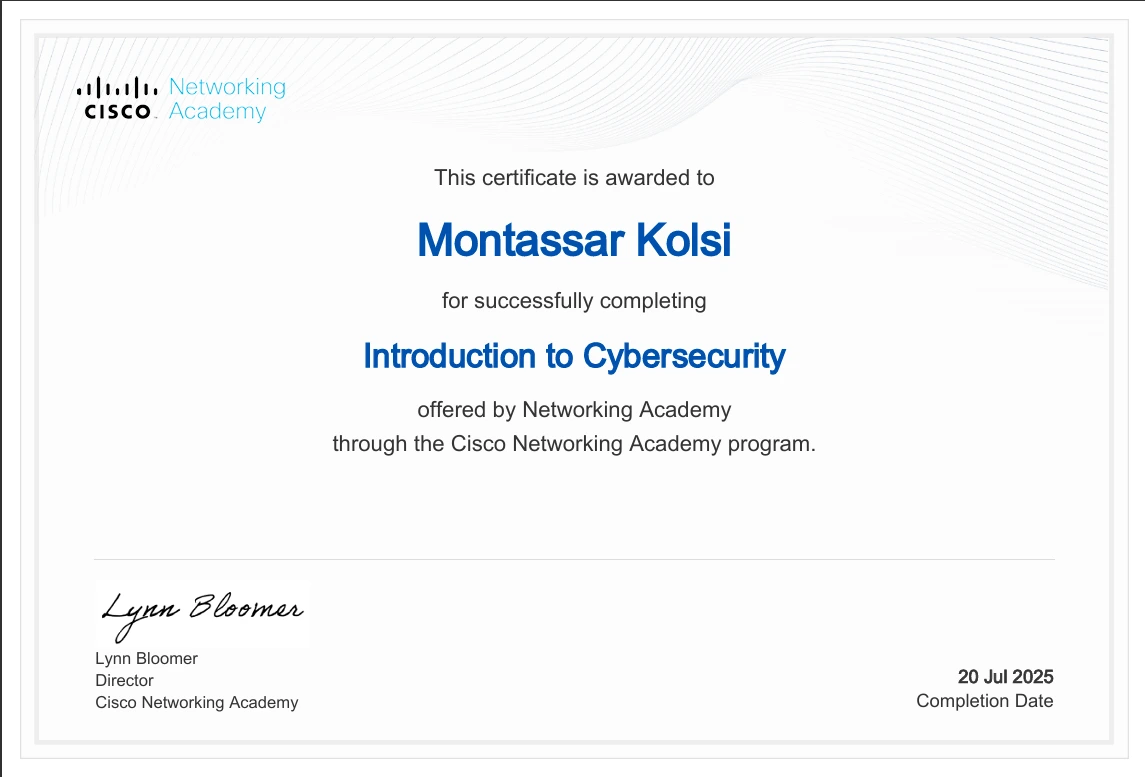 Networking
CISCO Academy
This certificate is awarded to
Montassar Kolsi
for successfully completing
Introduction to Cybersecurity
offered by Networking Academy
through the Cisco Networking Academy program.
Lynn Bloomer
Lynn Bloomer
Director
Cisco Networking Academy
20 Jul 2025
Completion Date